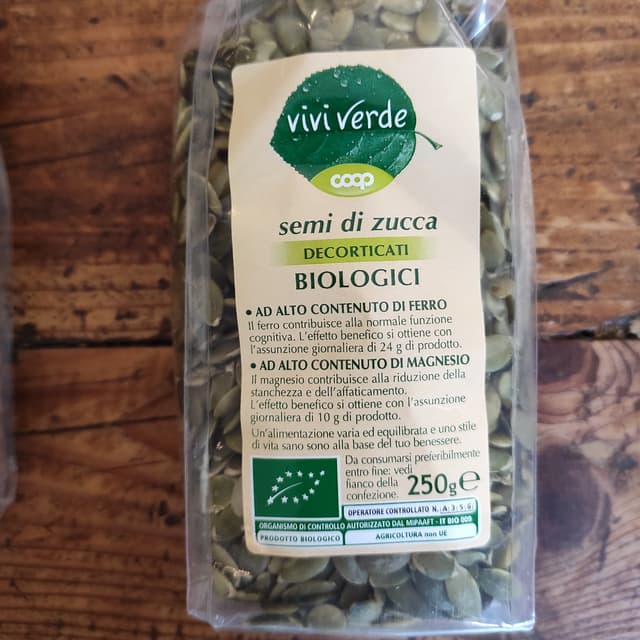 vivi verde
coop
semi di zucca
DECORTICATI
BIOLOGICI
• AD ALTO CONTENUTO DI FERRO
Il ferro contribuisce alla normale funzione
cognitiva. L'effetto benefico si ottiene con
l'assunzione giornaliera di 24 g di prodotto.
• AD ALTO CONTENUTO DI MAGNESIO
Il magnesio contribuisce alla riduzione della
stanchezza e dell'affaticamento.
L'effetto benefico si ottiene con l'assunzione
giornaliera di 10 g di prodotto.
Un'alimentazione varia ed equilibrata e uno stile
di vita sano sono alla base del tuo benessere.
Da consumarsi preferibilmente
entro fine: vedi
fianco della
confezione.
250g e
OPERATORE CONTROLLATO N. A 3 5 G
ORGANISMO DI CONTROLLO AUTORIZZATO DAL MIPAAFT - IT BIO 009
PRODOTTO BIOLOGICO
AGRICOLTURA non UE